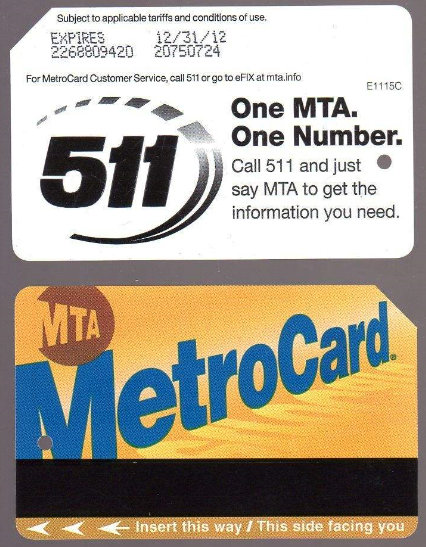 Subject to applicable tariffs and conditions of use.
EXPIRES 12/31/12
2268809420 20750724
For MetroCard Customer Service, call 511 or go to eFIX at mta.info
E1115C
511
One MTA.
One Number.
Call 511 and just
say MTA to get the
information you need.
MTA
MetroCard®
Insert this way / This side facing you